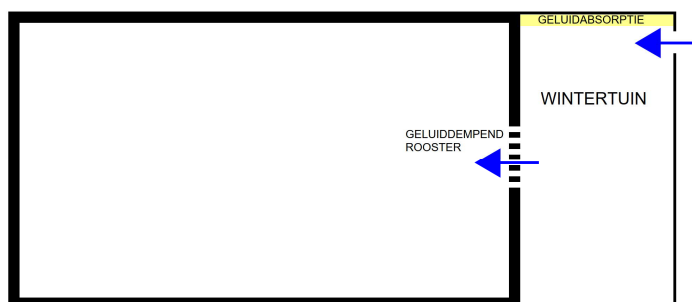 GELUIDABSORPTIE
WINTERTUIN
GELUIDDEMPEND
ROOSTER